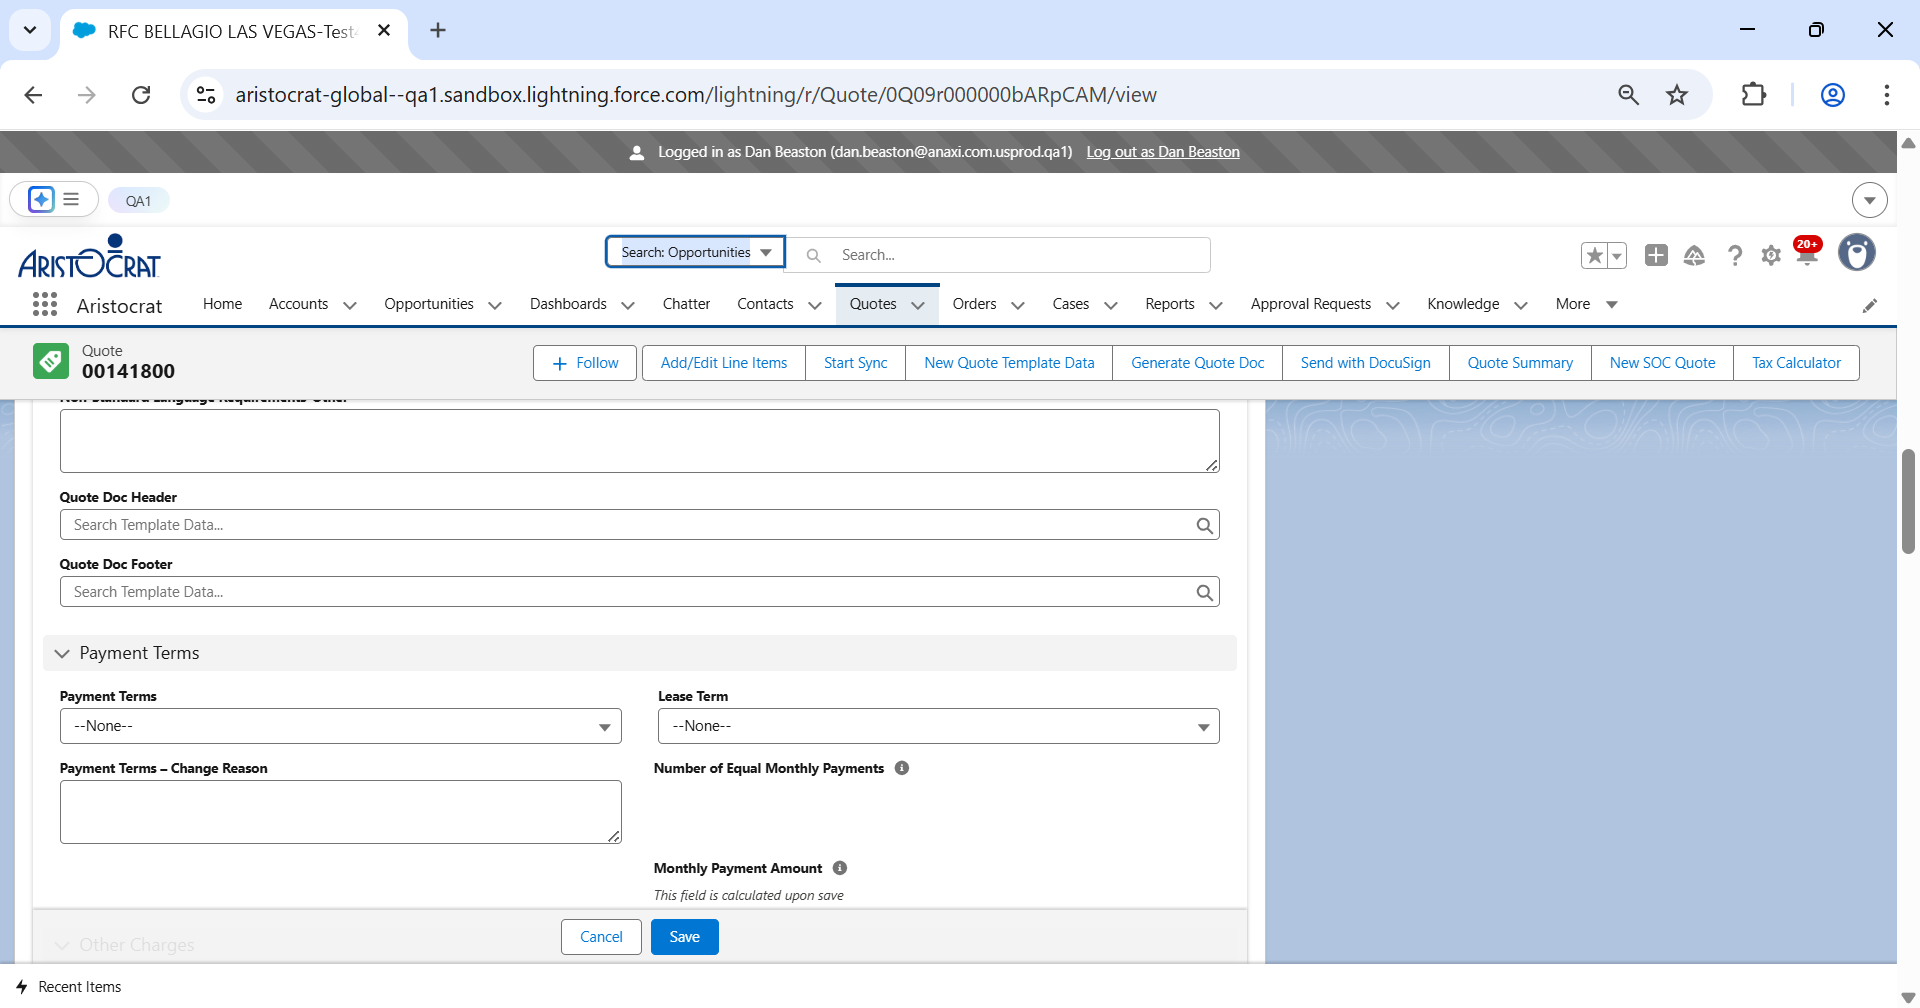 RFC BELLAGIO LAS VEGAS-Test
aristocrat-global--qa1.sandbox.lightning.force.com/lightning/r/Quote/0Q09r000000bARpCAM/view
Logged in as Dan Beaston (dan.beaston@anaxi.com.usprod.qa1) Log out as Dan Beaston
QA1
ARISTOCRAT
Search: Opportunities
Search...
20+
Aristocrat Home Accounts Opportunities Dashboards Chatter Contacts Quotes Orders Cases Reports Approval Requests Knowledge More
Quote
00141800
Follow Add/Edit Line Items Start Sync New Quote Template Data Generate Quote Doc Send with DocuSign Quote Summary New SOC Quote Tax Calculator
Non-Standard Language Requirements Other
Quote Doc Header
Search Template Data...
Quote Doc Footer
Search Template Data...
Payment Terms
Payment Terms Lease Term
--None-- --None--
Payment Terms – Change Reason Number of Equal Monthly Payments
Monthly Payment Amount
This field is calculated upon save
Other Charges
Cancel Save
Recent Items